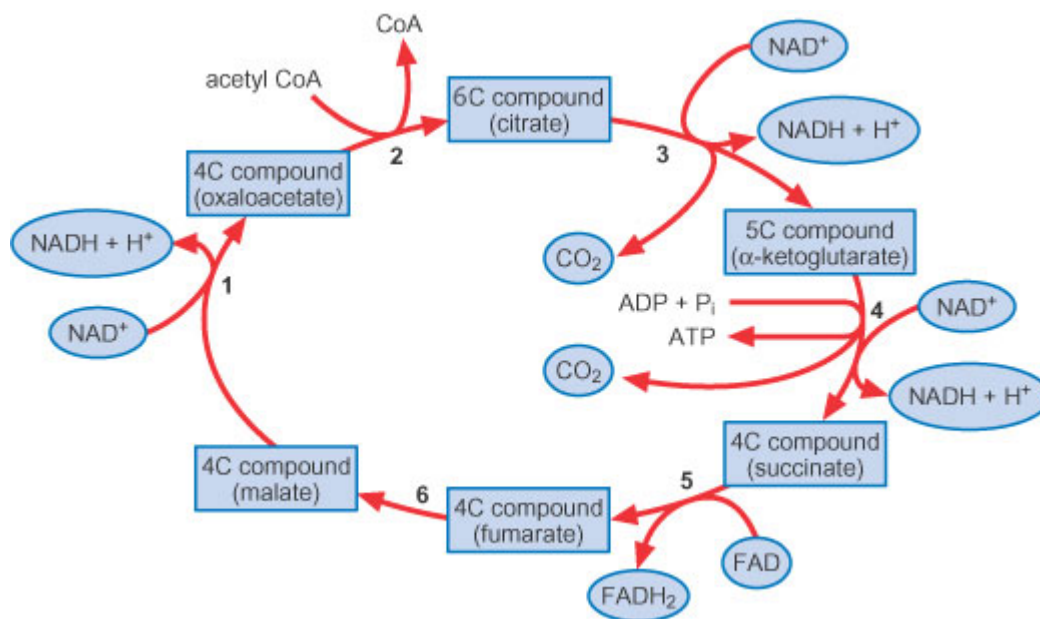 CoA
acetyl CoA
NAD⁺
6C compound
(citrate)
NADH + H⁺
2
3
4C compound
(oxaloacetate)
5C compound
(α-ketoglutarate)
NADH + H⁺
CO₂
1
ADP + Pᵢ
4
NAD⁺
NAD⁺
ATP
CO₂
NADH + H⁺
4C compound
(succinate)
4C compound
(malate)
6
5
4C compound
(fumarate)
FAD
FADH₂